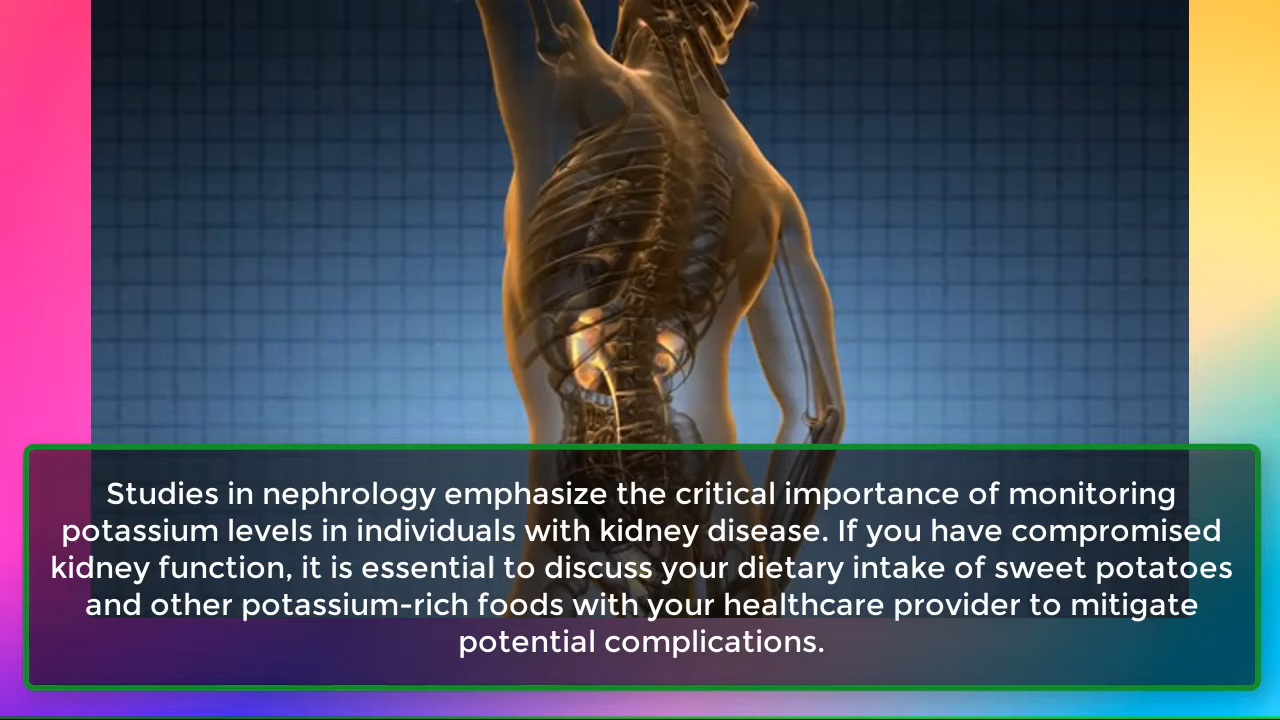 Studies in nephrology emphasize the critical importance of monitoring
potassium levels in individuals with kidney disease. If you have compromised
kidney function, it is essential to discuss your dietary intake of sweet potatoes
and other potassium-rich foods with your healthcare provider to mitigate
potential complications.